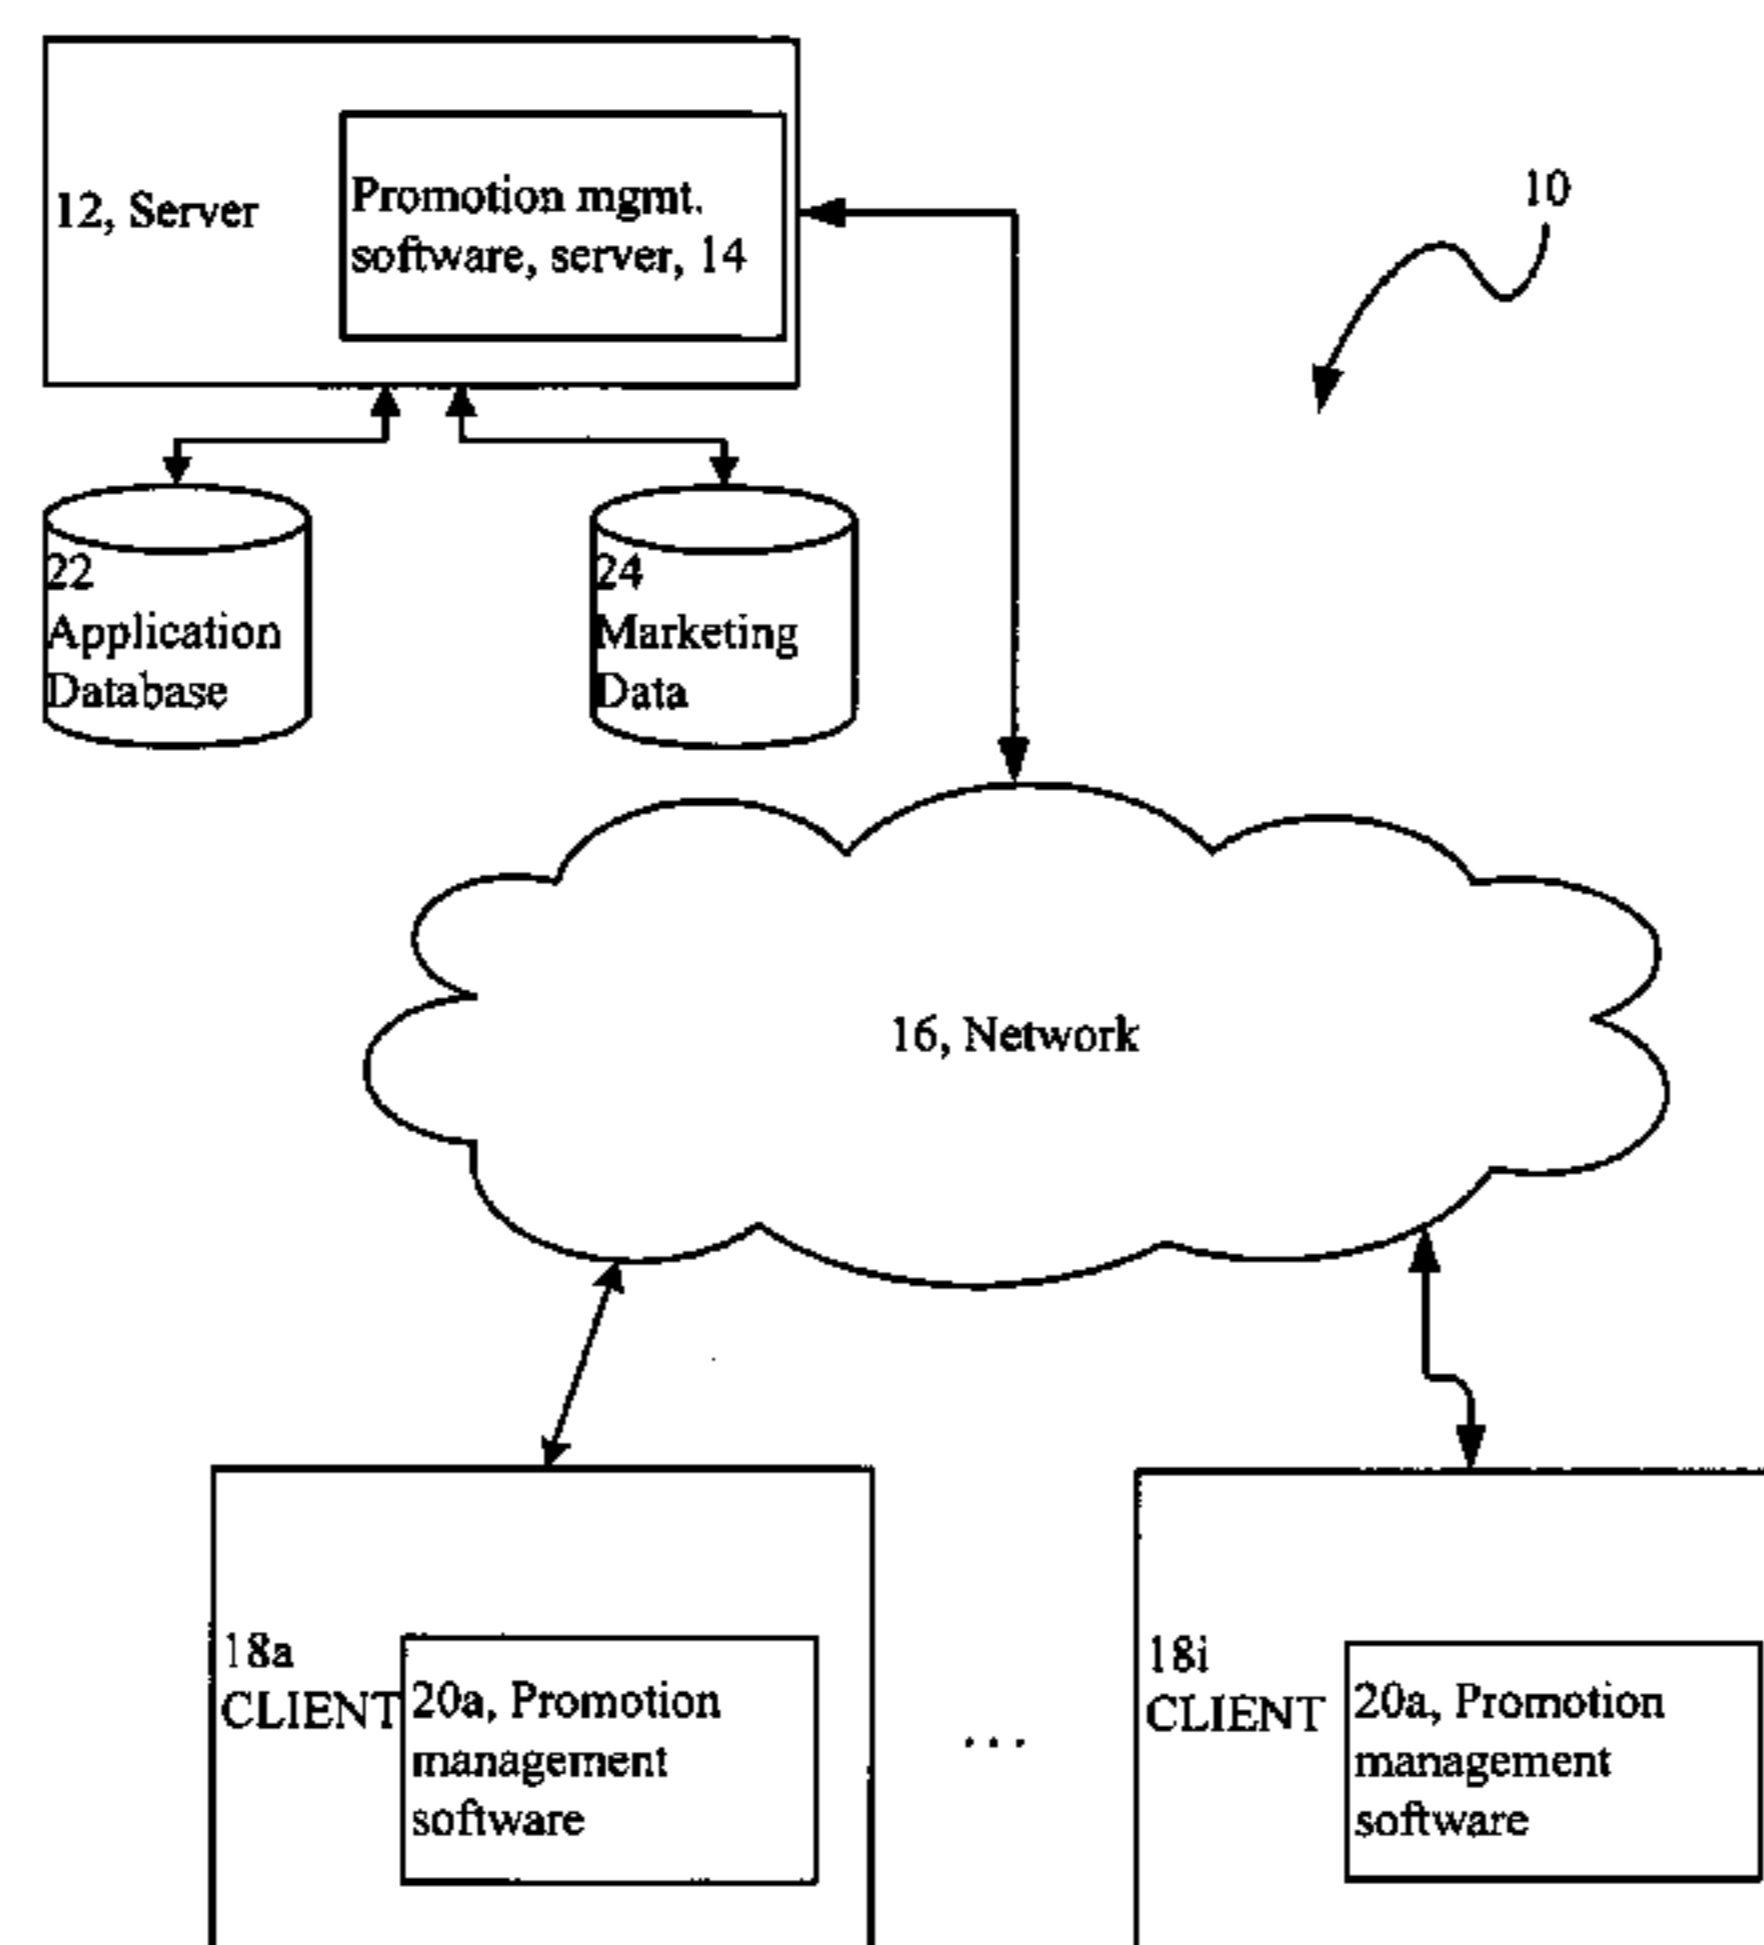 10
12, Server
Promotion mgmt.
software, server, 14
22
Application
Database
24
Marketing
Data
16, Network
18a
CLIENT
20a, Promotion
management
software
...
18i
CLIENT
20a, Promotion
management
software